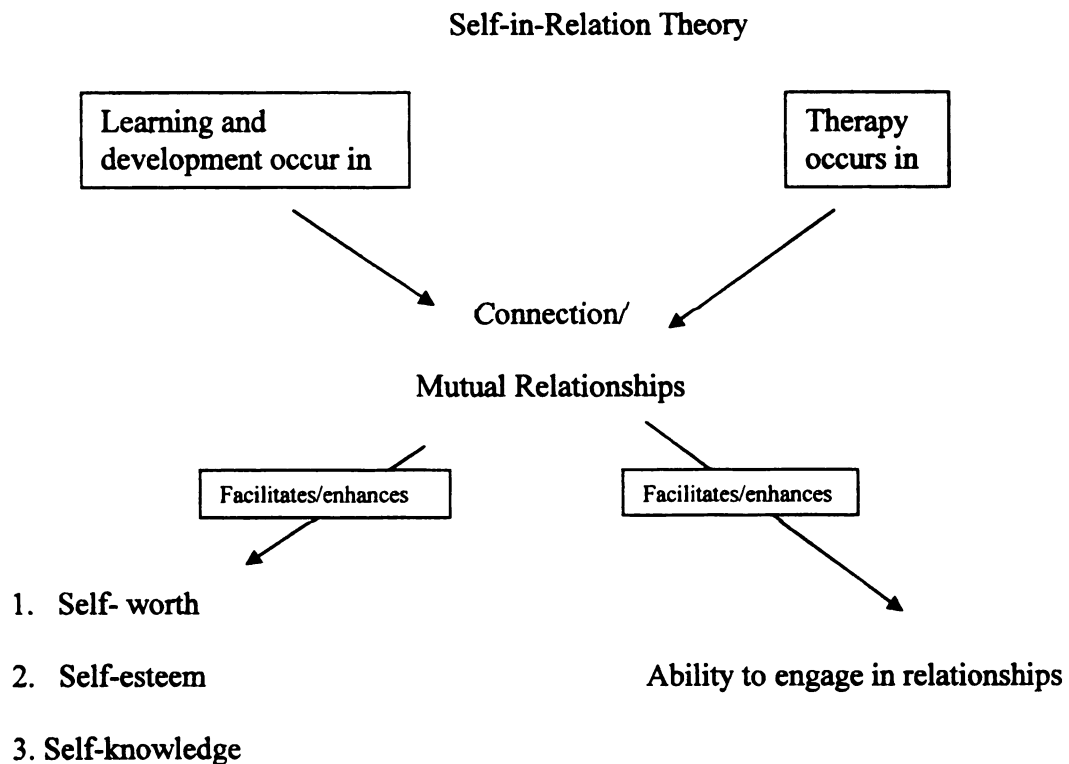 Self-in-Relation Theory
Learning and
development occur in
Therapy
occurs in
Connection/
Mutual Relationships
Facilitates/enhances
Facilitates/enhances
1. Self- worth
2. Self-esteem
3. Self-knowledge
Ability to engage in relationships